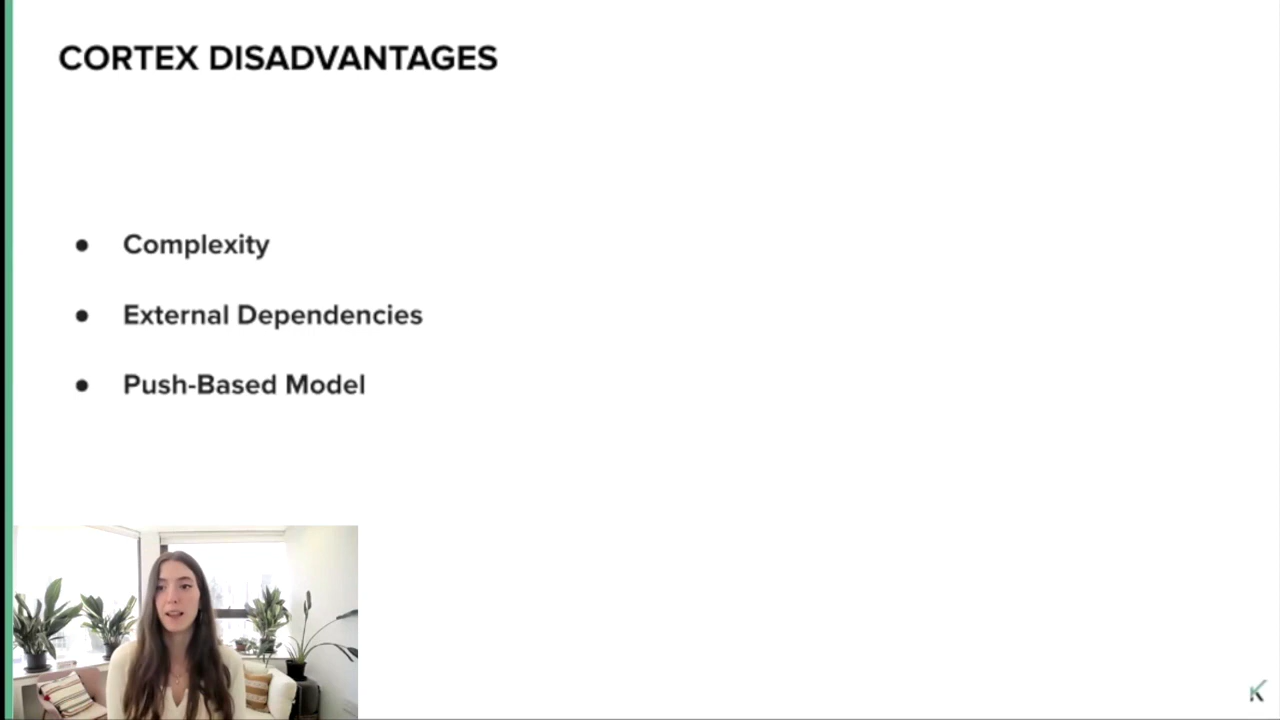 CORTEX DISADVANTAGES
● Complexity
● External Dependencies
● Push-Based Model
K